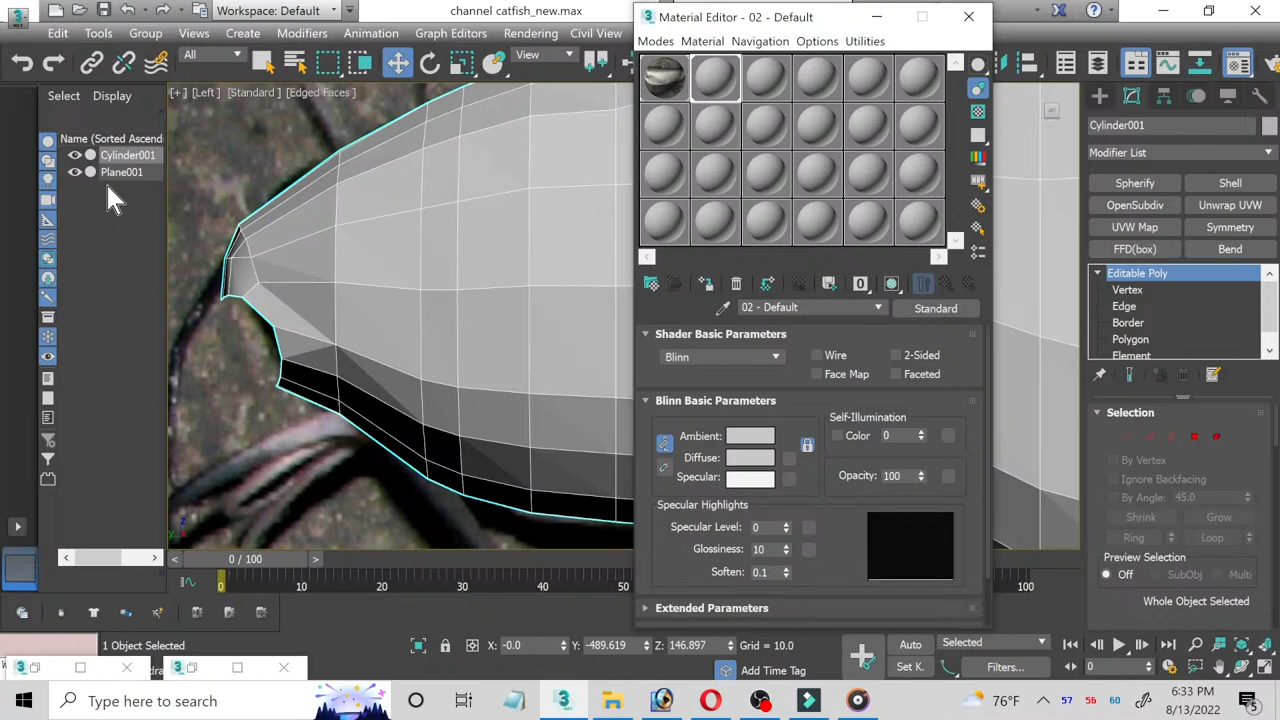 Default
Workspaces: Default
channel catfish_new.max
Edit
Tools
Group
Views
Create
Modifiers
Animation
Graph Editors
Rendering
Civil View
All
View
Select
Display
Name (Sorted Ascend
Cylinder001
Plane001
[+] [Left] [Standard] [Edged Faces]
Material Editor - 02 - Default
Modes
Material
Navigation
Options
Utilities
02 - Default
Standard
Shader Basic Parameters
Blinn
Wire
2-Sided
Face Map
Faceted
Blinn Basic Parameters
Self-Illumination
Ambient:
Color
0
Diffuse:
Specular:
Opacity: 100
Specular Highlights
Specular Level: 0
Glossiness: 10
Soften: 0.1
Extended Parameters
Cylinder001
Modifier List
Spherify
Shell
OpenSubdiv
Unwrap UVW
UVW Map
Symmetry
FFD(box)
Bend
Editable Poly
Vertex
Edge
Border
Polygon
Element
Selection
By Vertex
Ignore Backfacing
By Angle: 45.0
Shrink
Grow
Ring
Loop
Preview Selection
Off
SubObj
Multi
Whole Object Selected
0 / 100
0
10
20
30
40
50
100
1 Object Selected
X: -0.0
Y: -489.619
Z: 146.897
Grid = 10.0
Add Time Tag
Auto
Selected
Set K.
Filters...
0
Type here to search
76°F
57
56
60
6:33 PM
8/13/2022
5